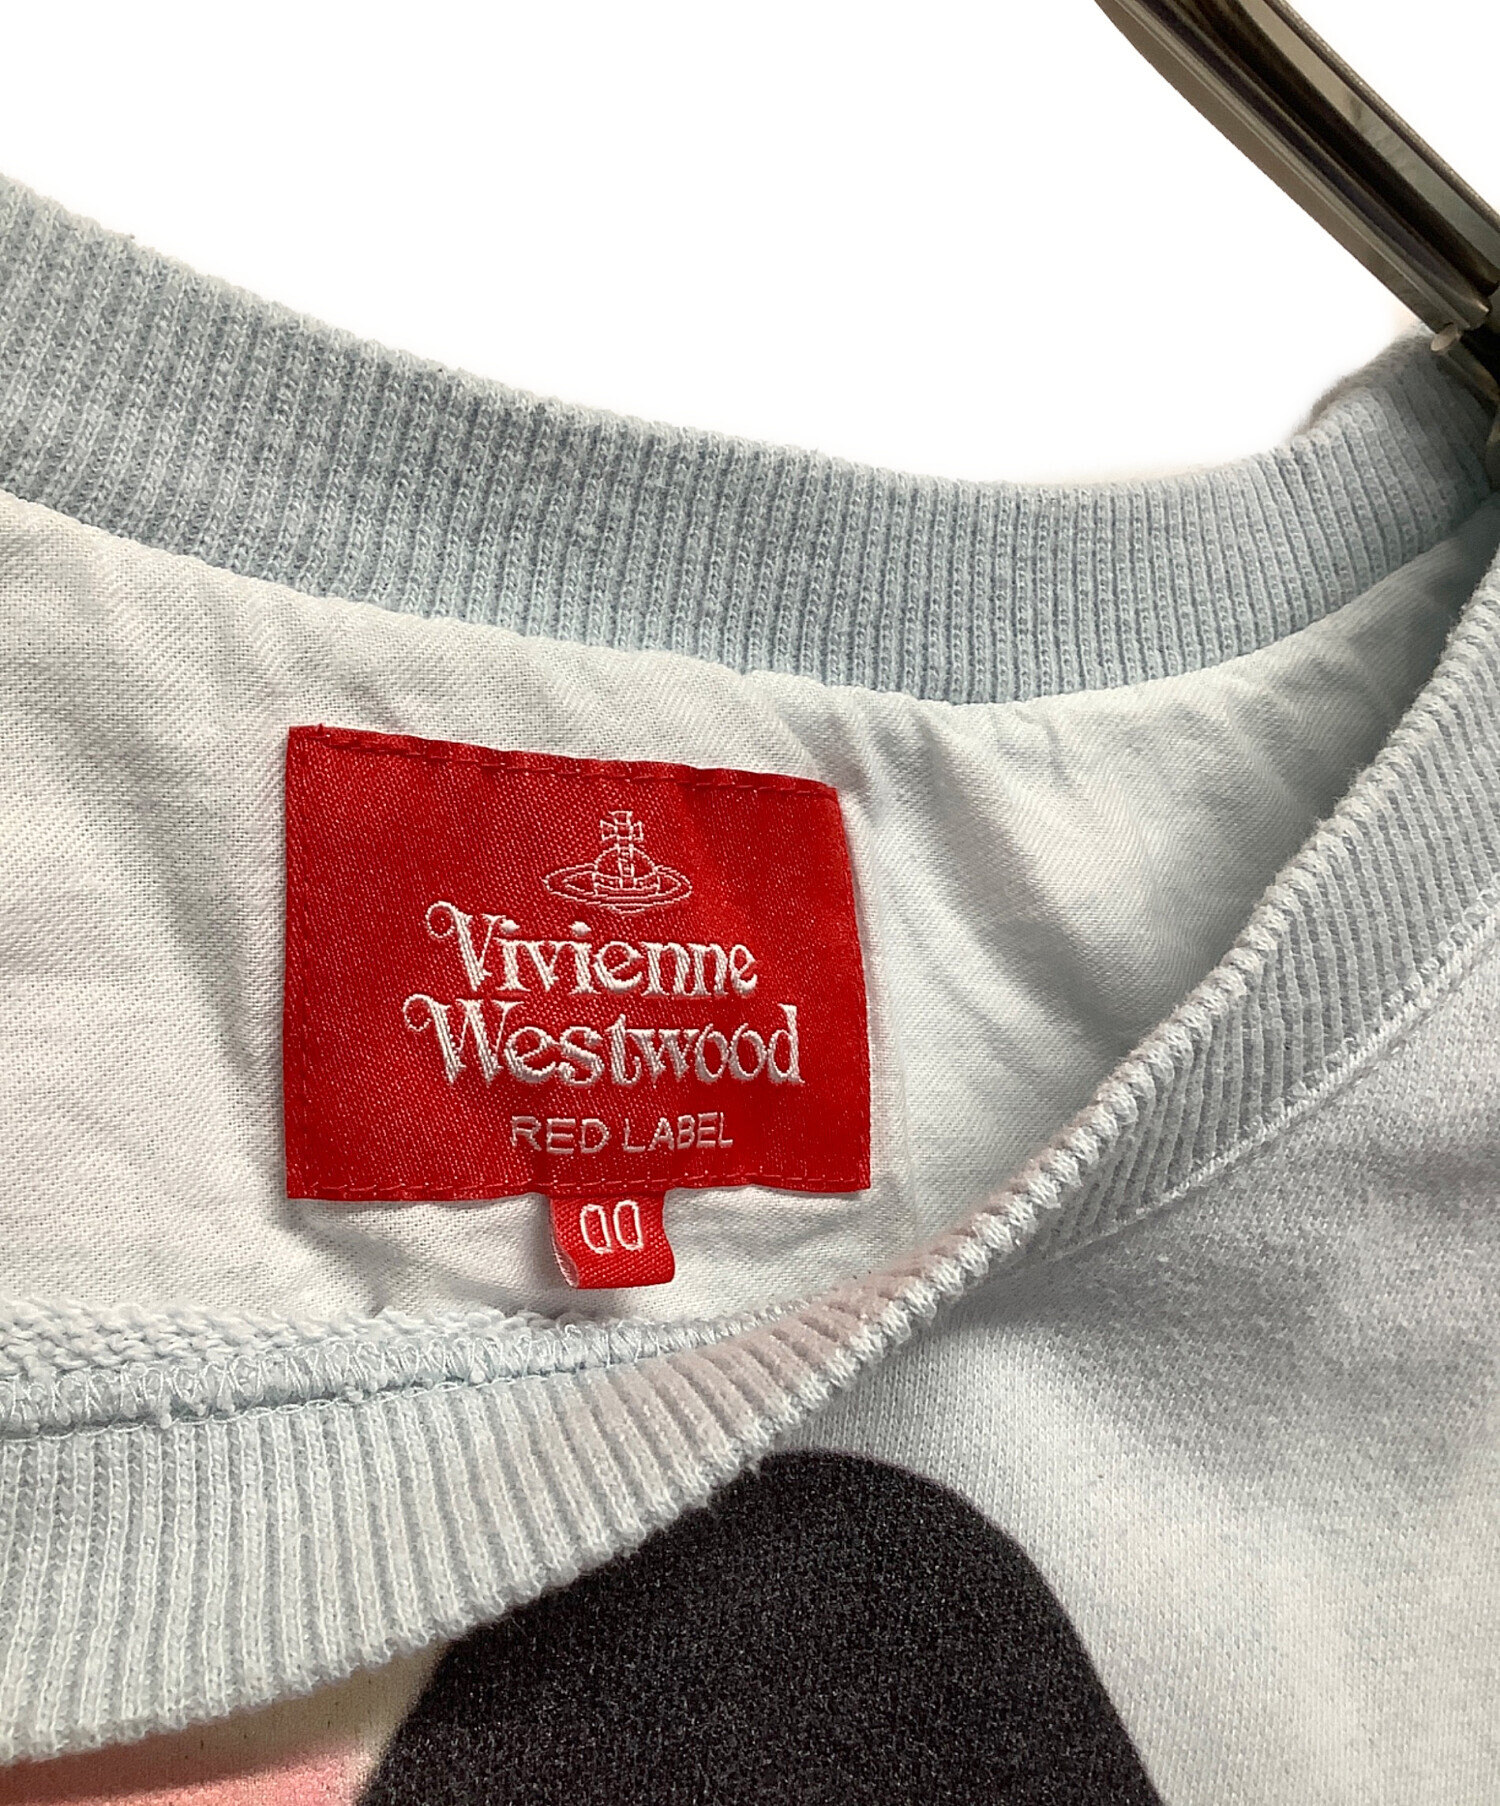 Vivienne
Westwood
RED LABEL
00